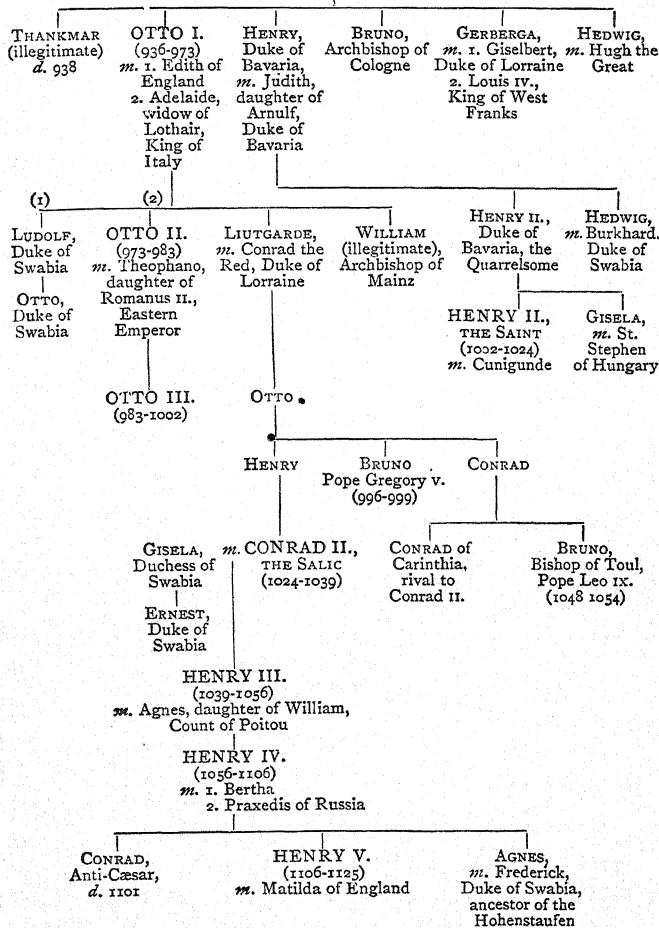 THANKMAR
(illegitimate)
d. 938
OTTO I.
(936-973)
m. 1. Edith of
England
2. Adelaide,
widow of
Lothair,
King of
Italy
HENRY,
Duke of
Bavaria,
m. Judith,
daughter of
Arnulf,
Duke of
Bavaria
BRUNO,
Archbishop of
Cologne
GERBERGA,
m. 1. Giselbert,
Duke of Lorraine
2. Louis IV.,
King of West
Franks
HEDWIG,
m. Hugh the
Great
(1)
(2)
LUDOLF,
Duke of
Swabia
OTTO,
Duke of
Swabia
OTTO II.
(973-983)
m. Theophano,
daughter of
Romanus II.,
Eastern
Emperor
LIUTGARDE,
m. Conrad the
Red, Duke of
Lorraine
WILLIAM
(illegitimate),
Archbishop of
Mainz
HENRY II.,
Duke of
Bavaria, the
Quarrelsome
HEDWIG,
m. Burkhard,
Duke of
Swabia
HENRY II.,
THE SAINT
(1002-1024)
m. Cunigunde
GISELA,
m. St.
Stephen
of Hungary
OTTO III.
(983-1002)
OTTO.
HENRY
BRUNO
Pope Gregory V.
(996-999)
CONRAD
GISELA,
Duchess of
Swabia
ERNEST,
Duke of
Swabia
m. CONRAD II.,
THE SALIC
(1024-1039)
CONRAD of
Carinthia,
rival to
Conrad II.
BRUNO,
Bishop of Toul,
Pope Leo IX.
(1048 1054)
HENRY III.
(1039-1056)
m. Agnes, daughter of William,
Count of Poitou
HENRY IV.
(1056-1106)
m. 1. Bertha
2. Praxedis of Russia
CONRAD,
Anti-Cæsar,
d. 1101
HENRY V.
(1106-1125)
m. Matilda of England
AGNES,
m. Frederick,
Duke of Swabia,
ancestor of the
Hohenstaufen